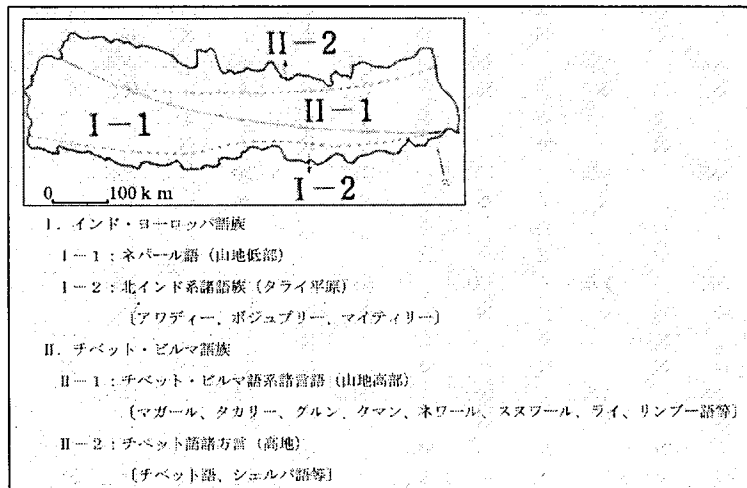 II-2
I-1
II-1
0 100km
I-2
I. インド・ヨーロッパ語族
I-1：ネパール語（山地低部）
I-2：北インド系諸語族（タライ平原）
〔アワディー、ボジュプリー、マイティリー〕
II. チベット・ビルマ語族
II-1：チベット・ビルマ語系諸言語（山地高部）
〔マガール、タカリー、グルン、タマン、ネワール、スヌワール、ライ、リンブー語等〕
II-2：チベット語諸方言（高地）
〔チベット語、シェルパ語等〕